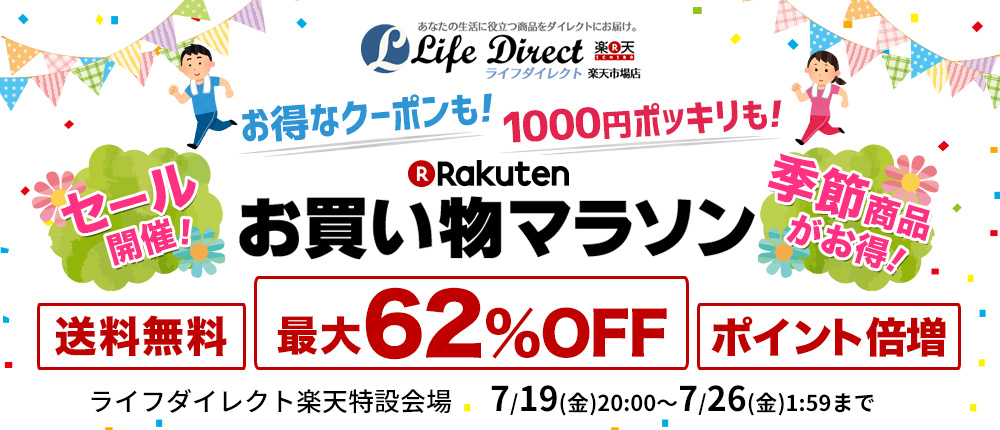 あなたの生活に役立つ商品をダイレクトにお届け。
L Life Direct 楽R天 ICHIBA
ライフダイレクト 楽天市場店
お得なクーポンも! 1000円ポッキリも!
R Rakuten
お買い物マラソン
セール
開催!
季節商品
がお得!
送料無料
最大62%OFF
ポイント倍増
ライフダイレクト楽天特設会場 7/19(金)20:00〜7/26(金)1:59まで